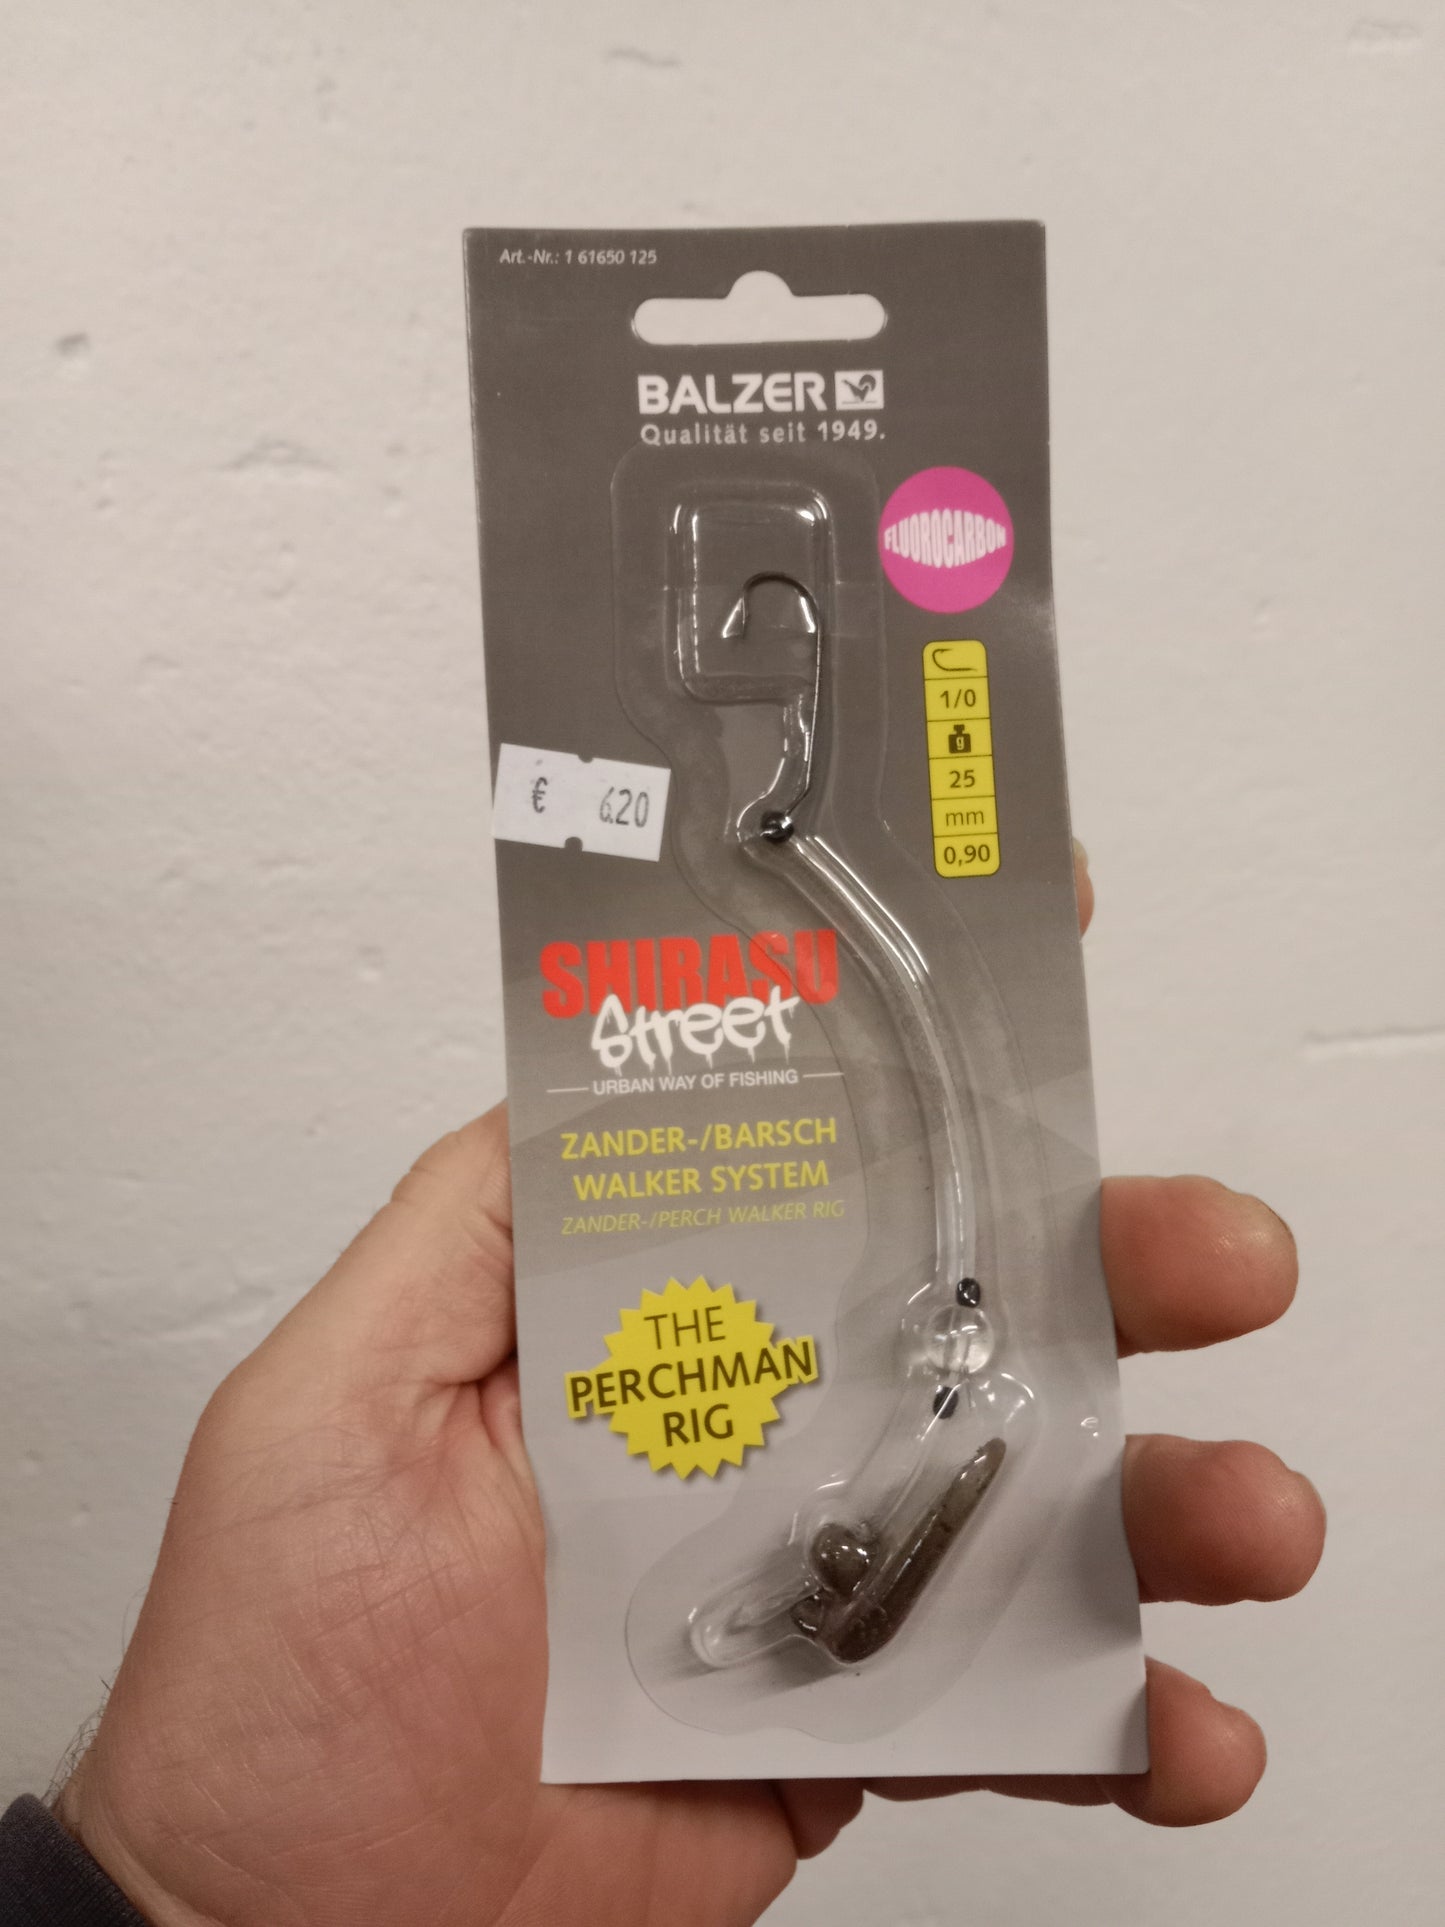 Art.-Nr.: 1 61650 125
BALZER
Qualität seit 1949.
FLUOROCARBON
1/0
g
25
mm
0,90
€ 6.20
SHIRASU
Street
URBAN WAY OF FISHING
ZANDER-/BARSCH
WALKER SYSTEM
ZANDER-/PERCH WALKER RIG
THE
PERCHMAN
RIG